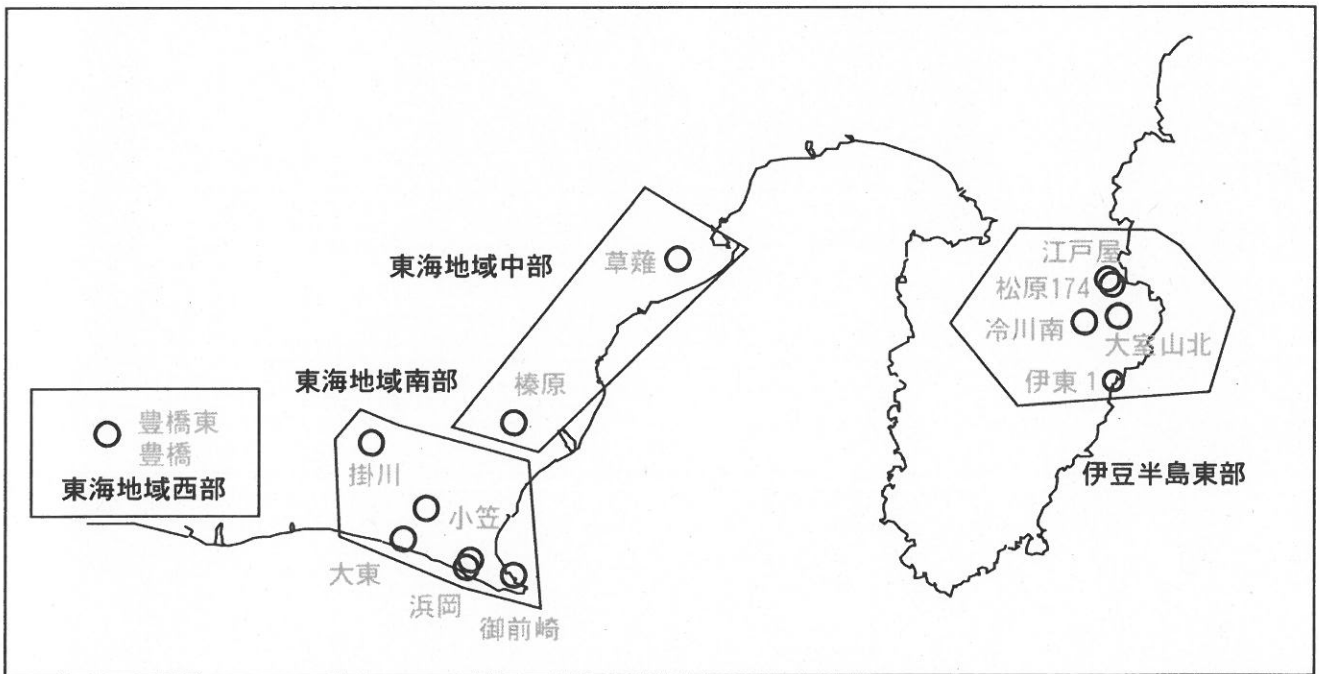 東海地域中部
草薙
榛原
東海地域南部
掛川
小笠
大東
浜岡
御前崎
豊橋東
豊橋
東海地域西部
江戸屋
松原174
冷川南
大室山北
伊東1
伊豆半島東部